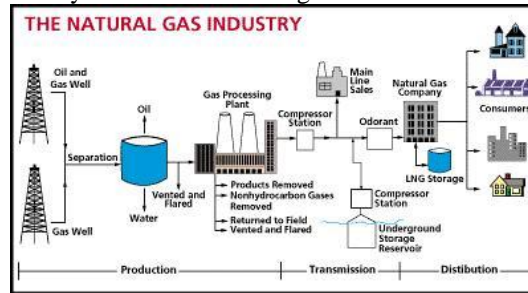 THE NATURAL GAS INDUSTRY
Oil and
Gas Well
Gas Well
Separation
Oil
Water
Vented and
Flared
Gas Processing
Plant
Products Removed
Nonhydrocarbon Gases
Removed
Returned to Field
Vented and Flared
Compressor
Station
Main
Line
Sales
Odorant
Compressor
Station
Underground
Storage
Reservoir
Natural Gas
Company
LNG Storage
Consumers
Production
Transmission
Distibution